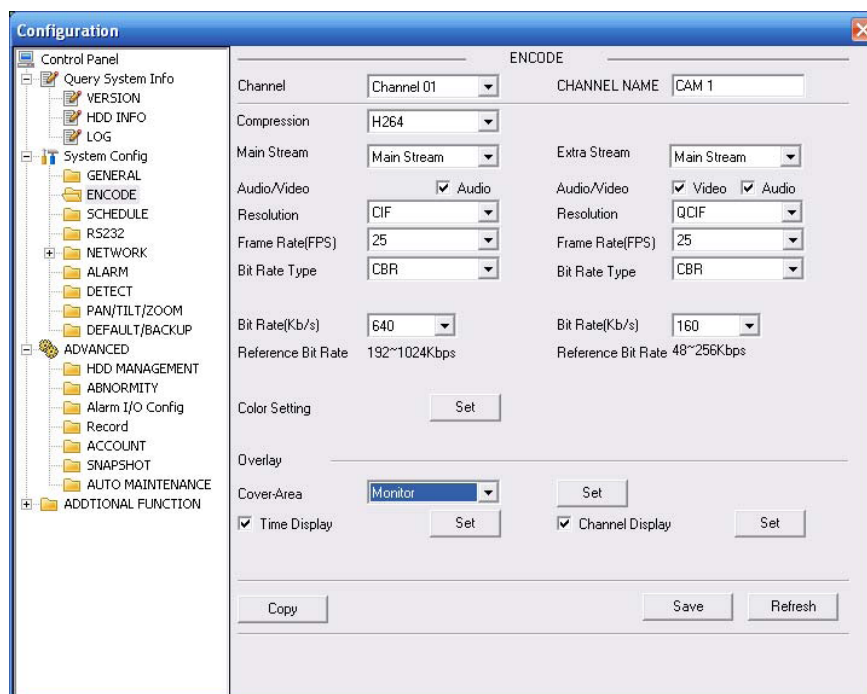 Configuration
Control Panel
Query System Info
VERSION
HDD INFO
LOG
System Config
GENERAL
ENCODE
SCHEDULE
RS232
NETWORK
ALARM
DETECT
PAN/TILT/ZOOM
DEFAULT/BACKUP
ADVANCED
HDD MANAGEMENT
ABNORMITY
Alarm I/O Config
Record
ACCOUNT
SNAPSHOT
AUTO MAINTENANCE
ADDTIONAL FUNCTION
ENCODE
Channel Channel 01 CHANNEL NAME CAM 1
Compression H264
Main Stream Main Stream Extra Stream Main Stream
Audio/Video Audio Audio/Video Video Audio
Resolution CIF Resolution QCIF
Frame Rate(FPS) 25 Frame Rate(FPS) 25
Bit Rate Type CBR Bit Rate Type CBR
Bit Rate(Kb/s) 640 Bit Rate(Kb/s) 160
Reference Bit Rate 192~1024Kbps Reference Bit Rate 48~256Kbps
Color Setting Set
Overlay
Cover-Area Monitor Set
Time Display Set Channel Display Set
Copy Save Refresh